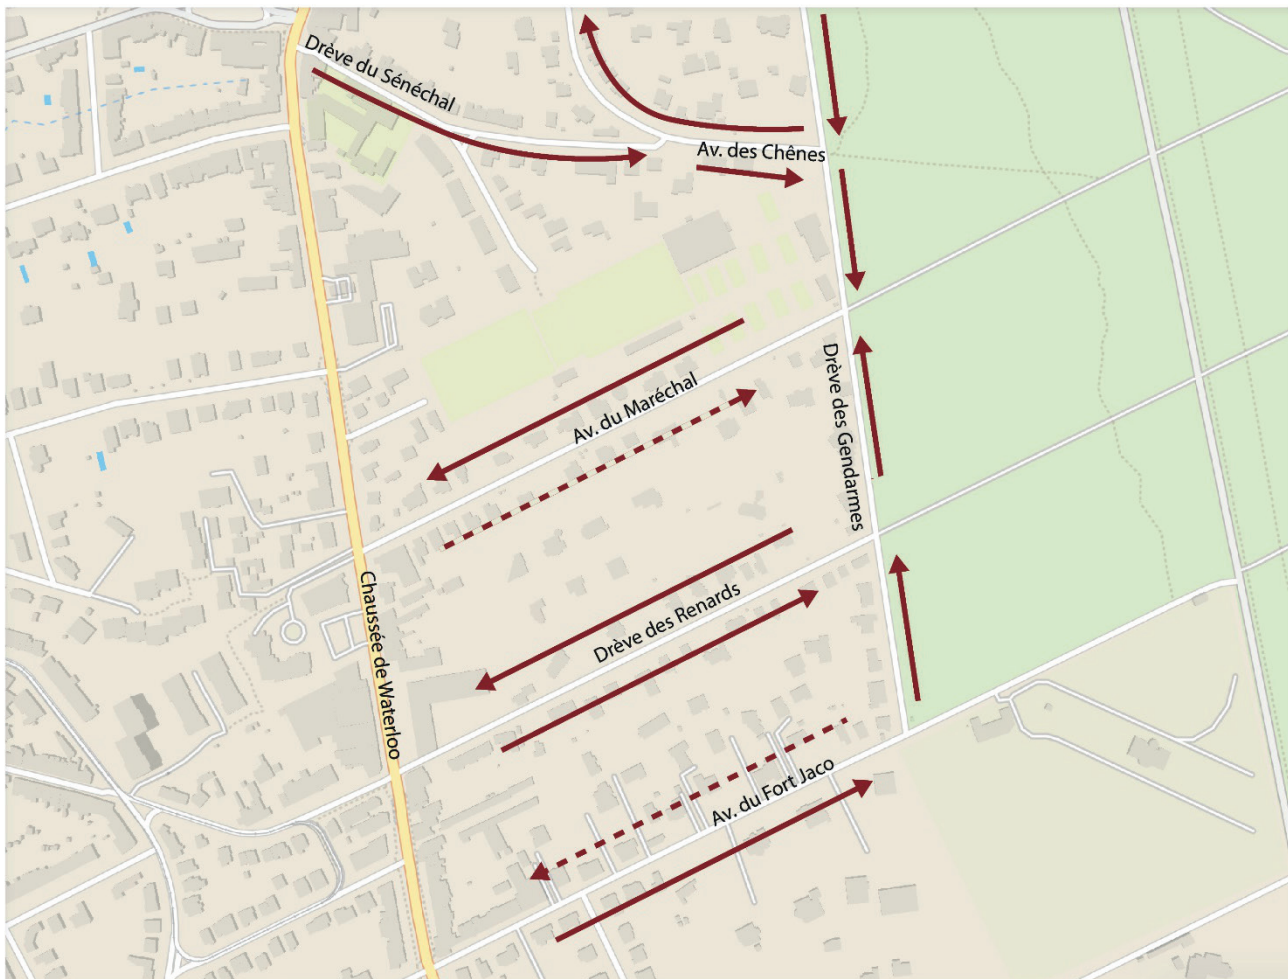 Drève du Sénéchal
Av. des Chênes
Av. du Maréchal
Drève des Gendarmes
Chaussée de Waterloo
Drève des Renards
Av. du Fort Jaco